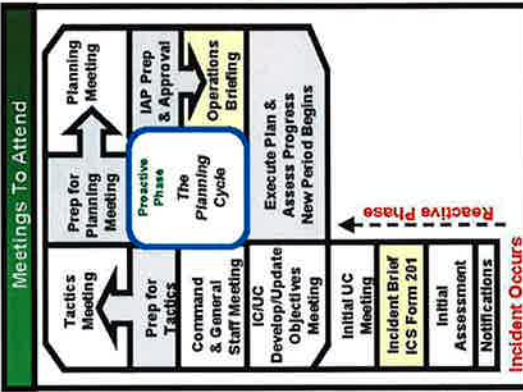 Meetings To Attend
Tactics
Meeting
Prep for
Planning
Meeting
Planning
Meeting
Prep for
Tactics
Proactive
Phase
The
Planning
Cycle
IAP Prep
& Approval
Command
& General
Staff Meeting
Operations
Briefing
IC/UC
Develop/Update
Objectives
Meeting
Execute Plan &
Assess Progress
New Period Begins
Initial UC
Meeting
Incident Brief
ICS Form 201
Initial
Assessment
Notifications
Reactive Phase
Incident Occurs